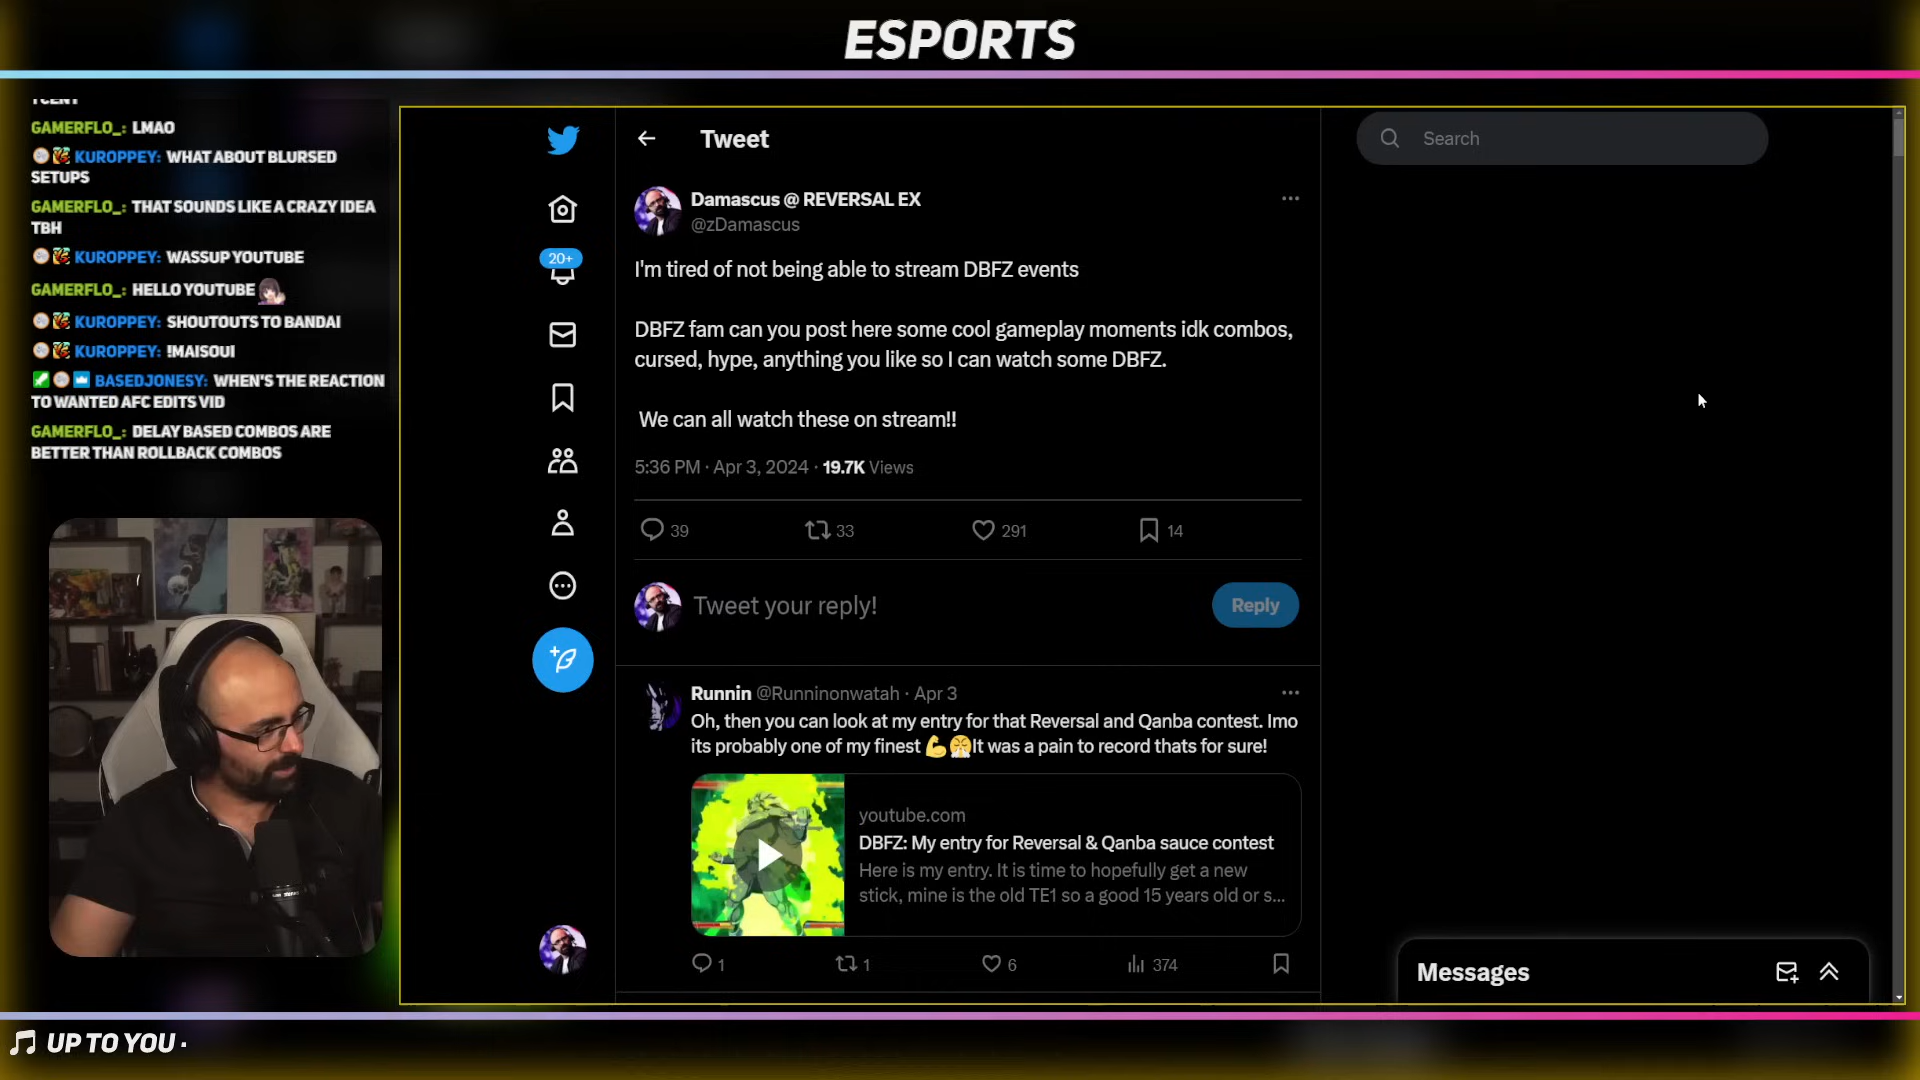 ESPORTS
1CENT
GAMERFLO_: LMAO
KUROPPEY: WHAT ABOUT BLURSED
SETUPS
GAMERFLO_: THAT SOUNDS LIKE A CRAZY IDEA
TBH
KUROPPEY: WASSUP YOUTUBE
GAMERFLO_: HELLO YOUTUBE
KUROPPEY: SHOUTOUTS TO BANDAI
KUROPPEY: !MAISOUI
BASEDJONESY: WHEN'S THE REACTION
TO WANTED AFC EDITS VID
GAMERFLO_: DELAY BASED COMBOS ARE
BETTER THAN ROLLBACK COMBOS
20+
Tweet
Damascus @ REVERSAL EX
@zDamascus
I'm tired of not being able to stream DBFZ events
DBFZ fam can you post here some cool gameplay moments idk combos,
cursed, hype, anything you like so I can watch some DBFZ.
We can all watch these on stream!!
5:36 PM · Apr 3, 2024 · 19.7K Views
39 33 291 14
Tweet your reply!
Reply
Runnin @Runninonwatah · Apr 3
Oh, then you can look at my entry for that Reversal and Qanba contest. Imo
its probably one of my finest 💪😤It was a pain to record thats for sure!
youtube.com
DBFZ: My entry for Reversal & Qanba sauce contest
Here is my entry. It is time to hopefully get a new
stick, mine is the old TE1 so a good 15 years old or s...
1 1 6 374
Search
Messages
UP TO YOU ·